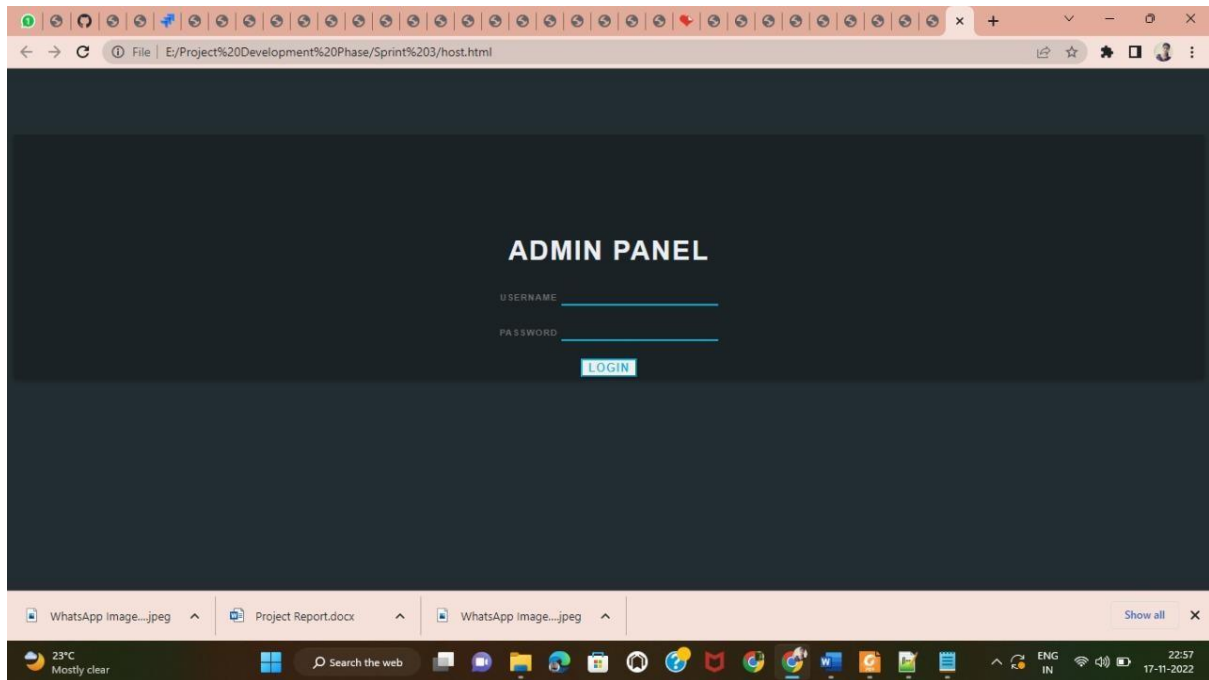 File | E:/Project%20Development%20Phase/Sprint%203/host.html
ADMIN PANEL
USERNAME
PASSWORD
LOGIN
WhatsApp Image....jpeg
Project Report.docx
WhatsApp Image....jpeg
Show all
23°C
Mostly clear
Search the web
ENG
IN
22:57
17-11-2022